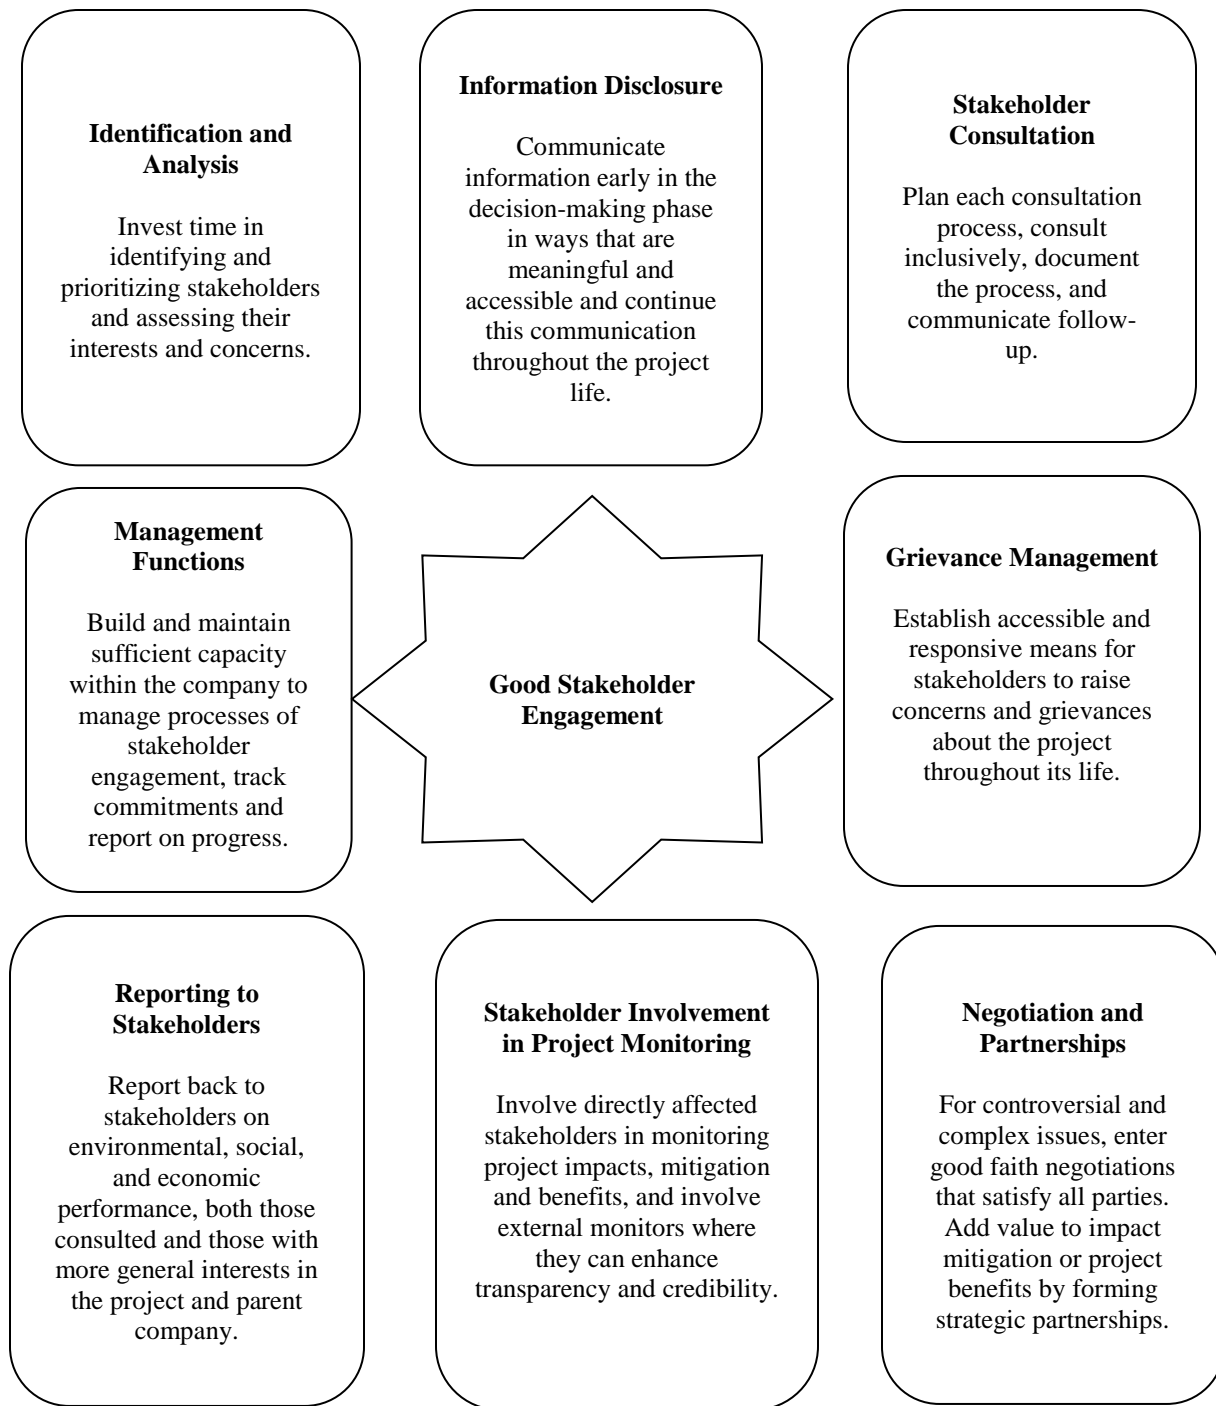 Identification and
Analysis
Invest time in
identifying and
prioritizing stakeholders
and assessing their
interests and concerns.
Information Disclosure
Communicate
information early in the
decision-making phase
in ways that are
meaningful and
accessible and continue
this communication
throughout the project
life.
Stakeholder
Consultation
Plan each consultation
process, consult
inclusively, document
the process, and
communicate follow-
up.
Management
Functions
Build and maintain
sufficient capacity
within the company to
manage processes of
stakeholder
engagement, track
commitments and
report on progress.
Good Stakeholder
Engagement
Grievance Management
Establish accessible and
responsive means for
stakeholders to raise
concerns and grievances
about the project
throughout its life.
Reporting to
Stakeholders
Report back to
stakeholders on
environmental, social,
and economic
performance, both those
consulted and those with
more general interests in
the project and parent
company.
Stakeholder Involvement
in Project Monitoring
Involve directly affected
stakeholders in monitoring
project impacts, mitigation
and benefits, and involve
external monitors where
they can enhance
transparency and credibility.
Negotiation and
Partnerships
For controversial and
complex issues, enter
good faith negotiations
that satisfy all parties.
Add value to impact
mitigation or project
benefits by forming
strategic partnerships.